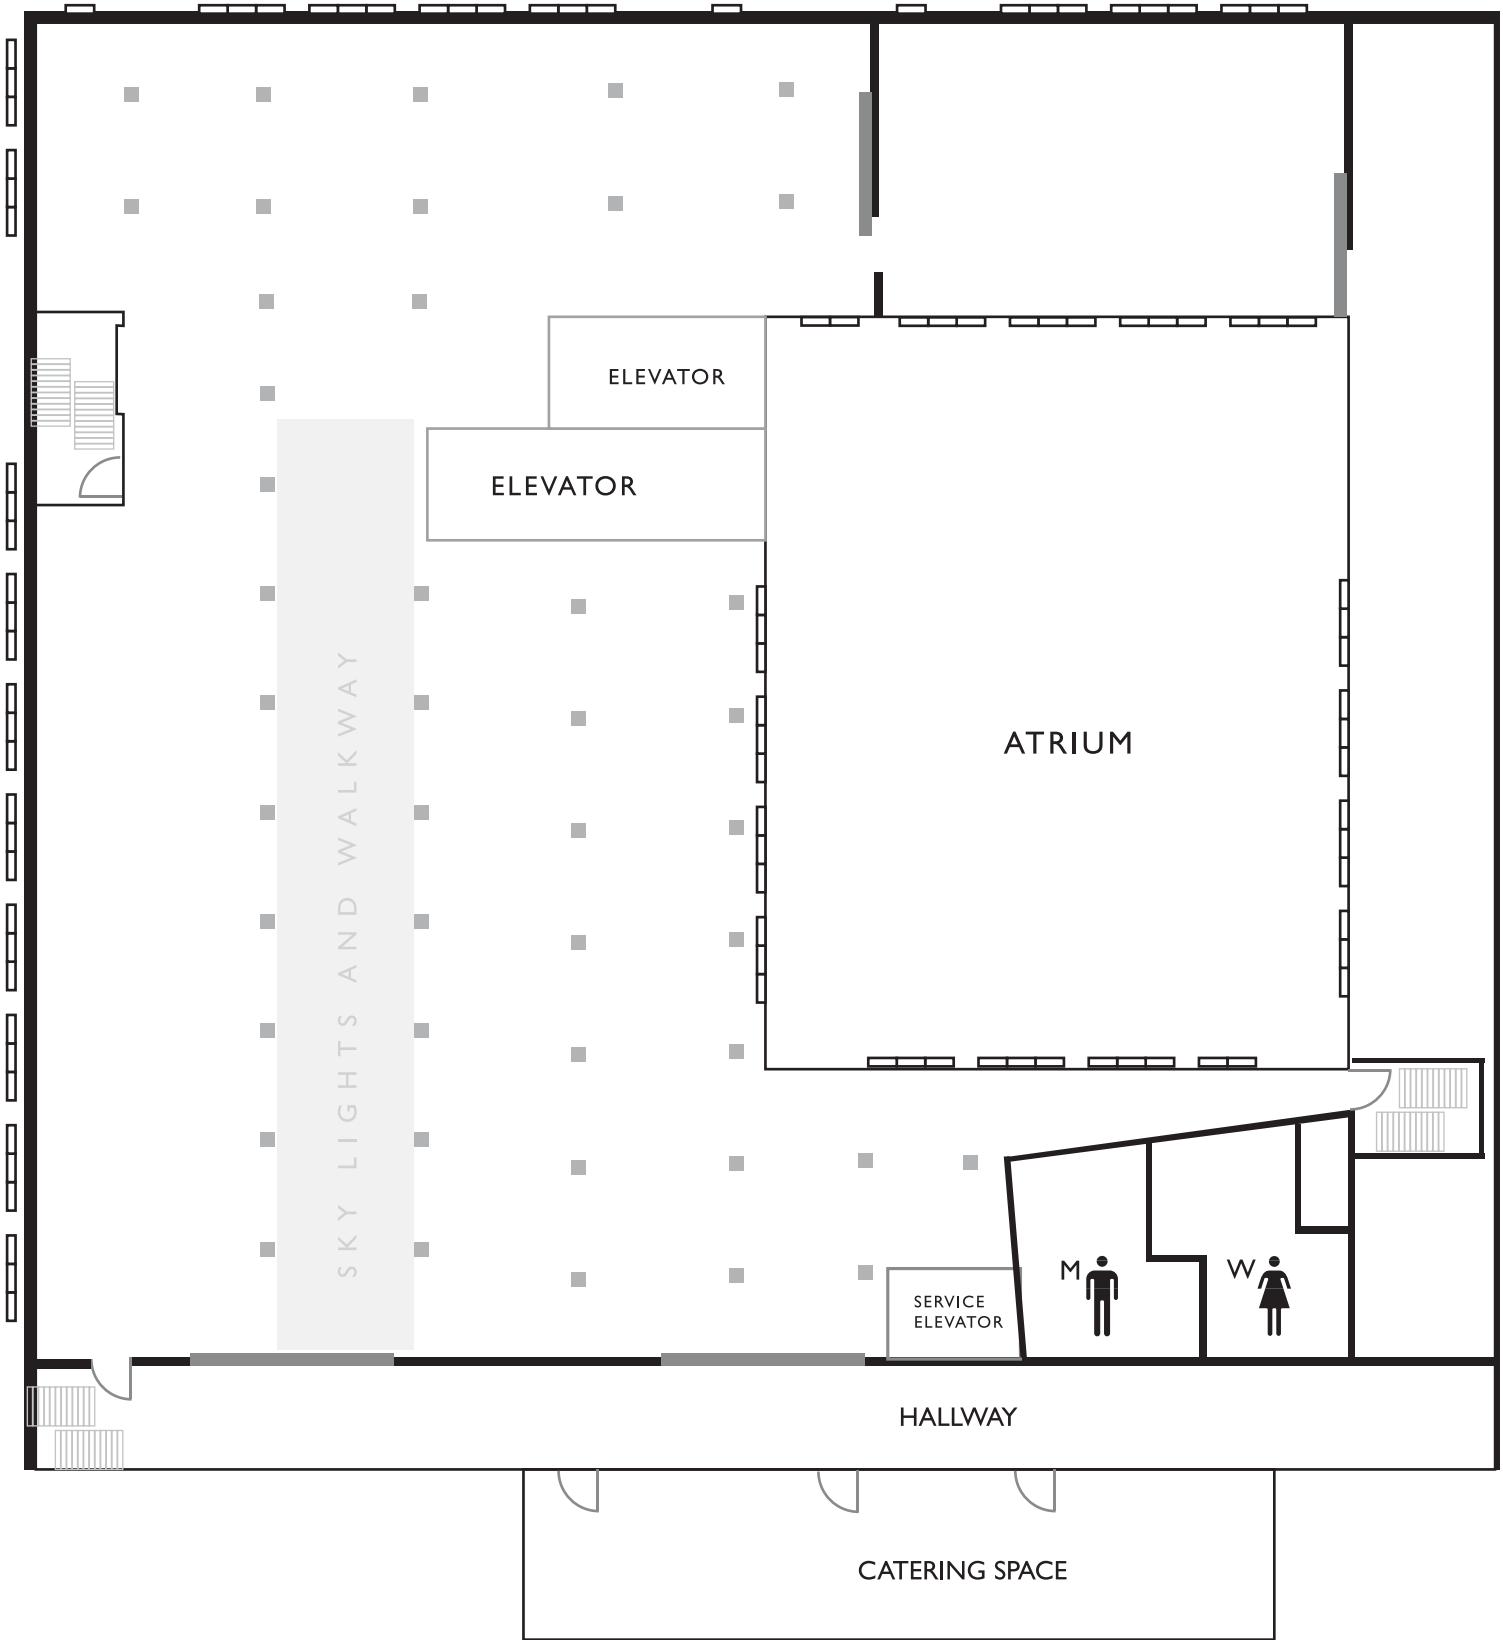 ELEVATOR
ELEVATOR
SKY LIGHTS AND WALKWAY
ATRIUM
M
W
SERVICE
ELEVATOR
HALLWAY
CATERING SPACE